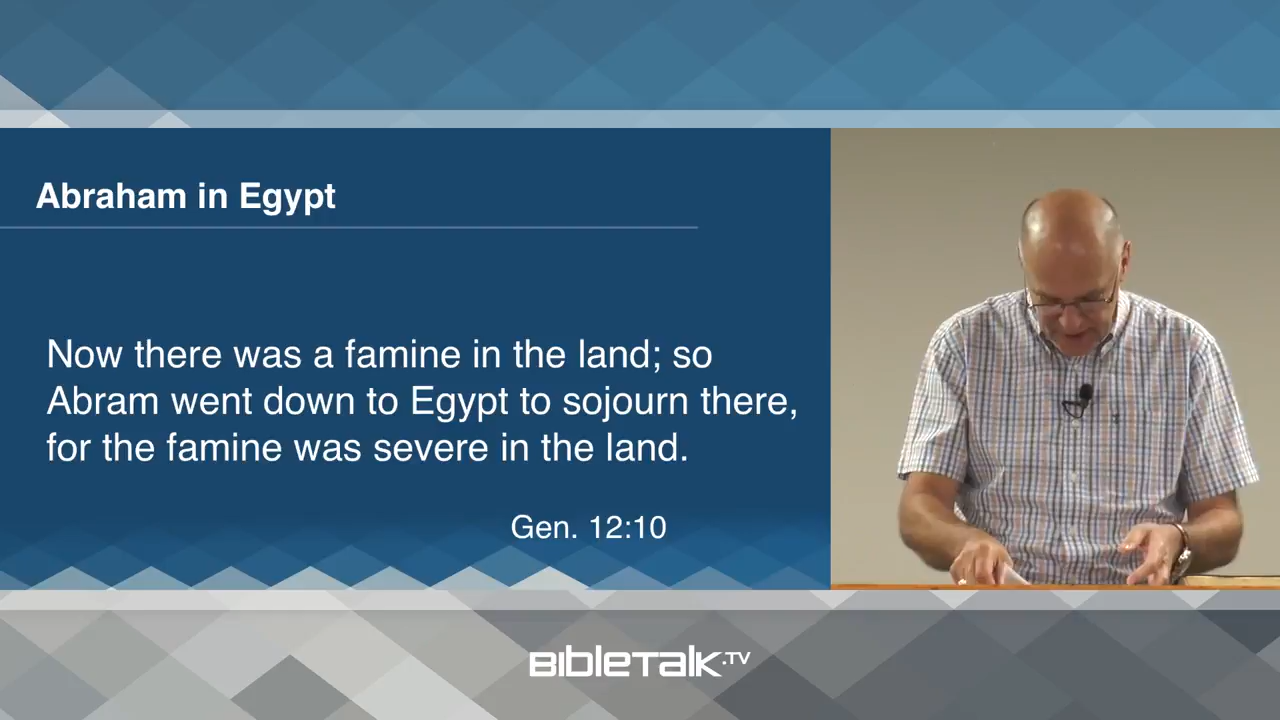 Abraham in Egypt
Now there was a famine in the land; so
Abram went down to Egypt to sojourn there,
for the famine was severe in the land.
Gen. 12:10
BIBLETALK.TV